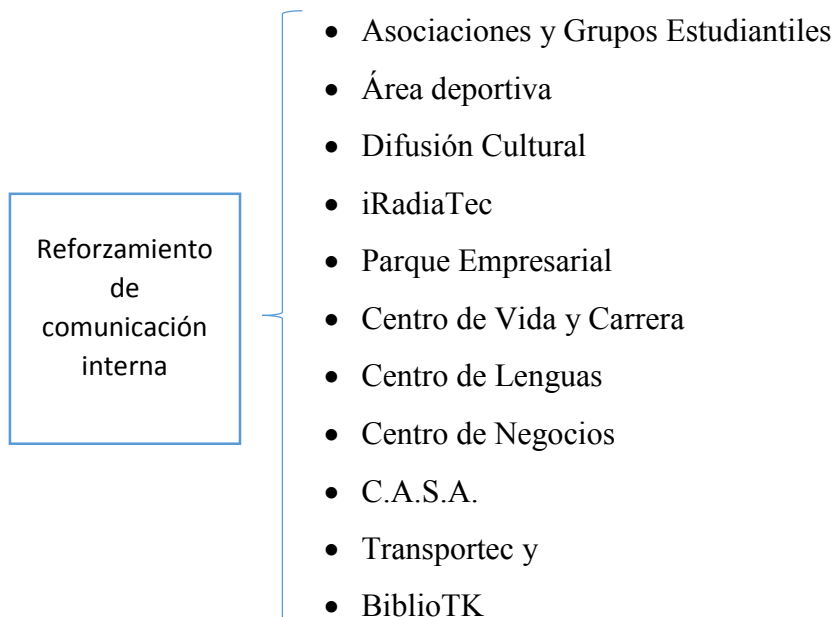 Reforzamiento
de
comunicación
interna
• Asociaciones y Grupos Estudiantiles
• Área deportiva
• Difusión Cultural
• iRadiaTec
• Parque Empresarial
• Centro de Vida y Carrera
• Centro de Lenguas
• Centro de Negocios
• C.A.S.A.
• Transportec y
• BiblioTK